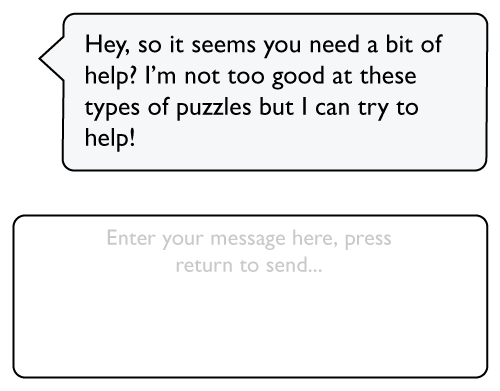 Hey, so it seems you need a bit of
help? I'm not too good at these
types of puzzles but I can try to
help!
Enter your message here, press
return to send...